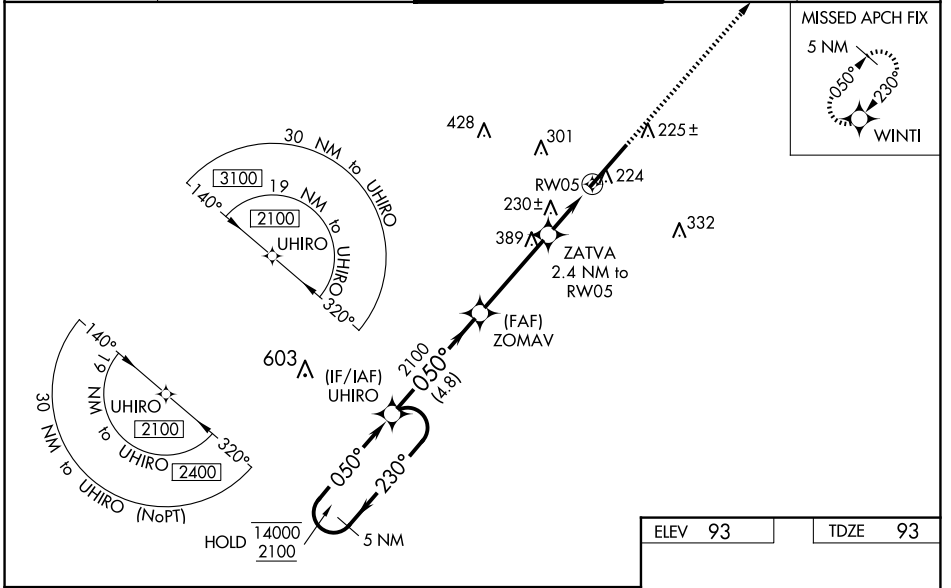 MISSED APCH FIX
5 NM
050°
230°
WINTI
428
301
225±
RW05
224
230±
389
332
ZATVA
2.4 NM to
RW05
30 NM to UHIRO
3100
19 NM to UHIRO
2100
140°
UHIRO
320°
(FAF)
ZOMAV
2100
050°
(4.8)
603
(IF/IAF)
UHIRO
140°
19 NM to UHIRO
UHIRO
2100
320°
2400
30 NM to UHIRO (NoPT)
050°
230°
HOLD
14000
2100
5 NM
ELEV 93
TDZE 93